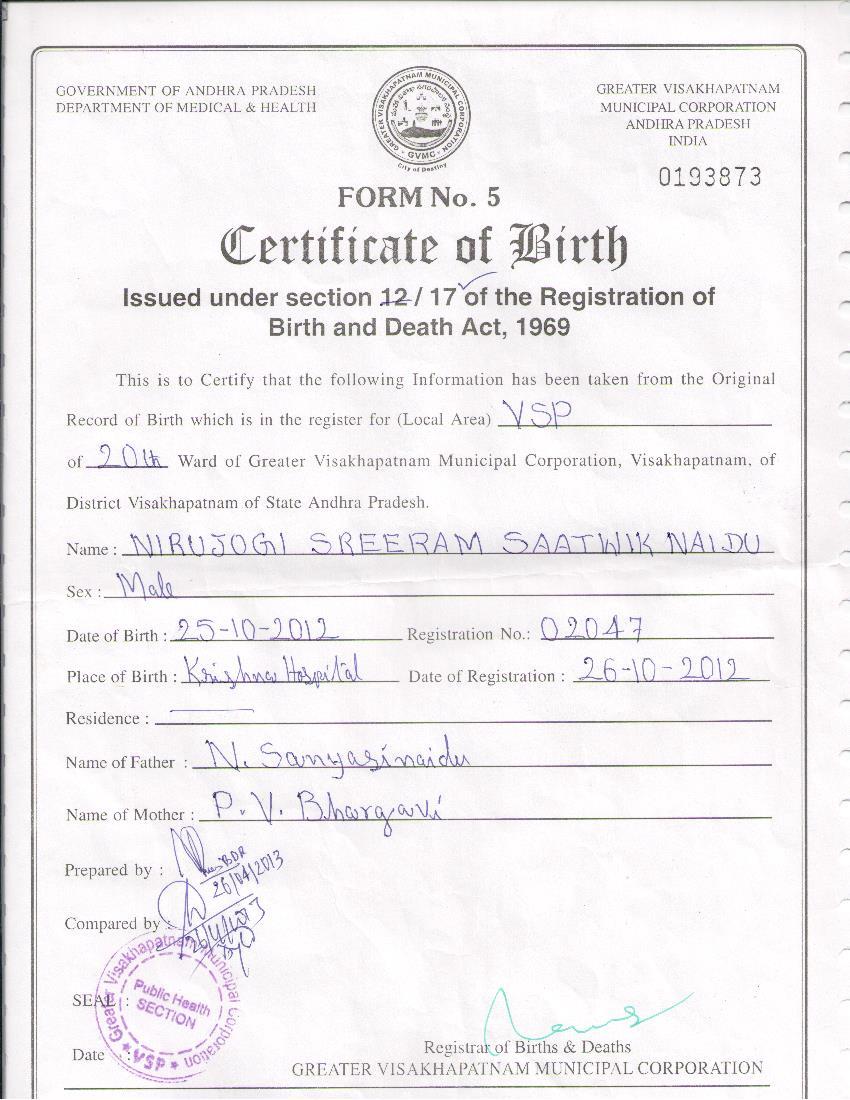 GOVERNMENT OF ANDHRA PRADESH
DEPARTMENT OF MEDICAL & HEALTH
GREATER VISAKHAPATNAM MUNICIPAL CORPORATION
GVMC
City of Destiny
GREATER VISAKHAPATNAM
MUNICIPAL CORPORATION
ANDHRA PRADESH
INDIA
0193873
FORM No. 5
Certificate of Birth
Issued under section 12 / 17 of the Registration of
Birth and Death Act, 1969
This is to Certify that the following Information has been taken from the Original
Record of Birth which is in the register for (Local Area) VSP
of 20th Ward of Greater Visakhapatnam Municipal Corporation, Visakhapatnam, of
District Visakhapatnam of State Andhra Pradesh.
Name : NIRUJOGI SREERAM SAATWIK NAIDU
Sex : Male
Date of Birth : 25-10-2012 Registration No.: 02047
Place of Birth : Krishna Hospital Date of Registration : 26-10-2012
Residence :
Name of Father : N. Sanyasinaidu
Name of Mother : P.V. Bhargavi
Prepared by :
26/04/2013
Compared by :
Greater Visakhapatnam Municipal Corporation
Public Health
SECTION
VSP
SEAL :
Date :
Registrar of Births & Deaths
GREATER VISAKHAPATNAM MUNICIPAL CORPORATION